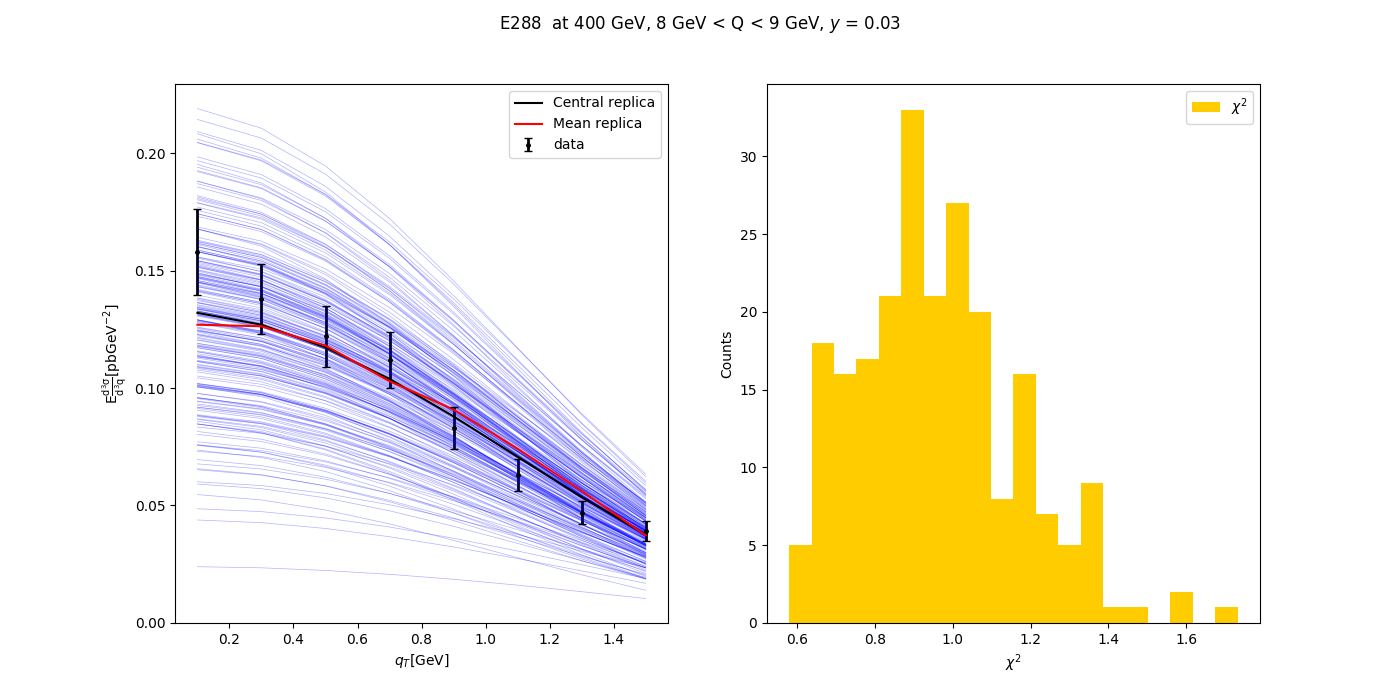 E288 at 400 GeV, 8 GeV < Q < 9 GeV, y = 0.03
Central replica
Mean replica
data
0.20
0.15
0.10
0.05
0.00
E d³σ/d³q [pbGeV⁻²]
0.2 0.4 0.6 0.8 1.0 1.2 1.4
q_T[GeV]
χ²
30
25
20
15
10
5
0
Counts
0.6 0.8 1.0 1.2 1.4 1.6
χ²